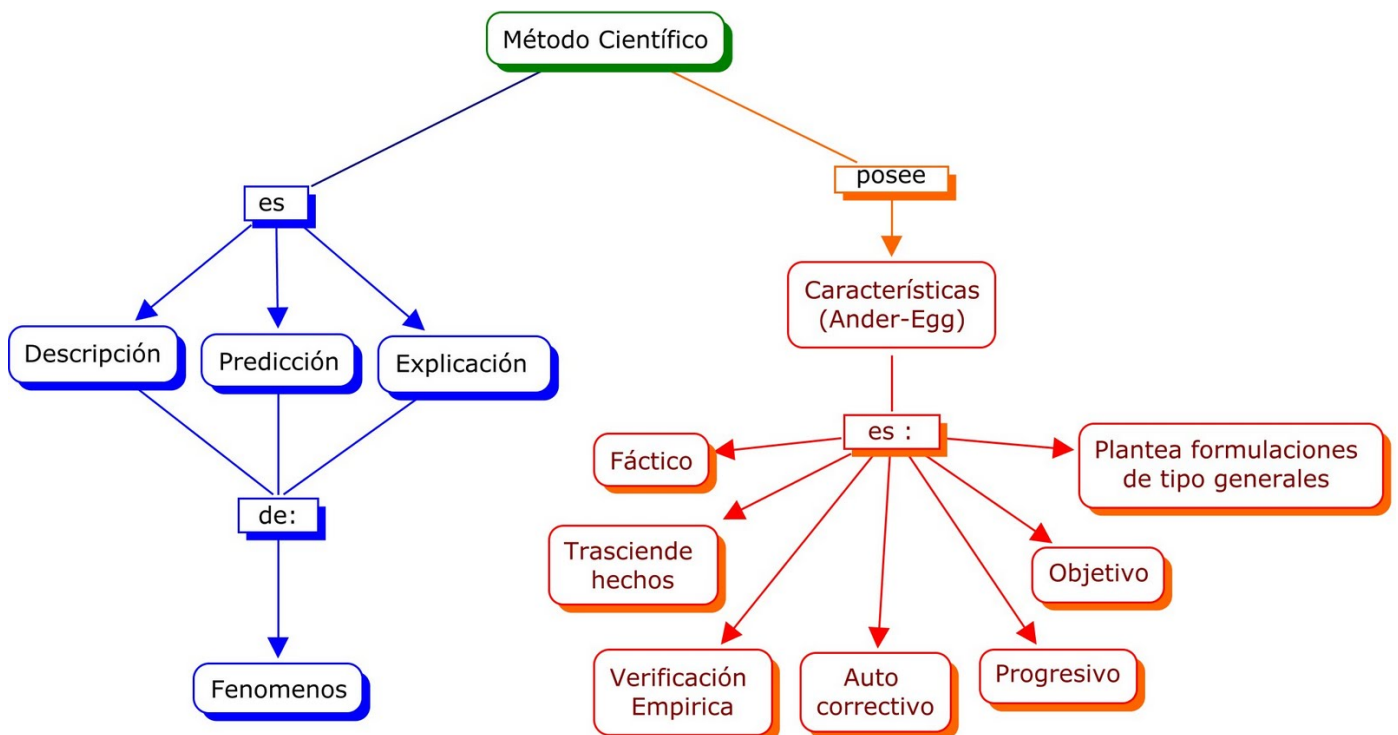 Método Científico
es
posee
Descripción
Predicción
Explicación
de:
Fenomenos
Características
(Ander-Egg)
es :
Fáctico
Trasciende
hechos
Verificación
Empirica
Auto
correctivo
Progresivo
Objetivo
Plantea formulaciones
de tipo generales